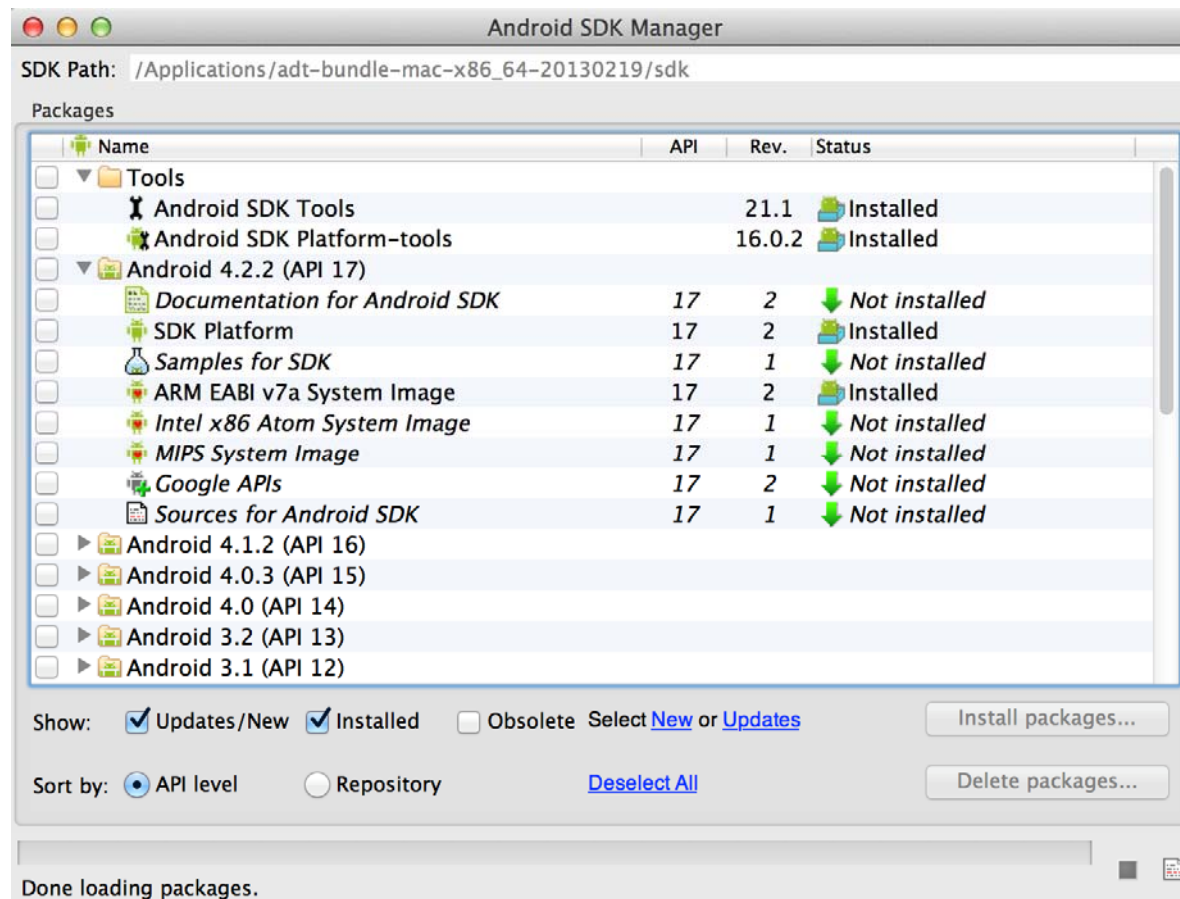 Android SDK Manager
SDK Path: /Applications/adt-bundle-mac-x86_64-20130219/sdk
Packages
Name API Rev. Status
Tools
Android SDK Tools 21.1 Installed
Android SDK Platform-tools 16.0.2 Installed
Android 4.2.2 (API 17)
Documentation for Android SDK 17 2 Not installed
SDK Platform 17 2 Installed
Samples for SDK 17 1 Not installed
ARM EABI v7a System Image 17 2 Installed
Intel x86 Atom System Image 17 1 Not installed
MIPS System Image 17 1 Not installed
Google APIs 17 2 Not installed
Sources for Android SDK 17 1 Not installed
Android 4.1.2 (API 16)
Android 4.0.3 (API 15)
Android 4.0 (API 14)
Android 3.2 (API 13)
Android 3.1 (API 12)
Show: Updates/New Installed Obsolete Select New or Updates Install packages...
Sort by: API level Repository Deselect All Delete packages...
Done loading packages.